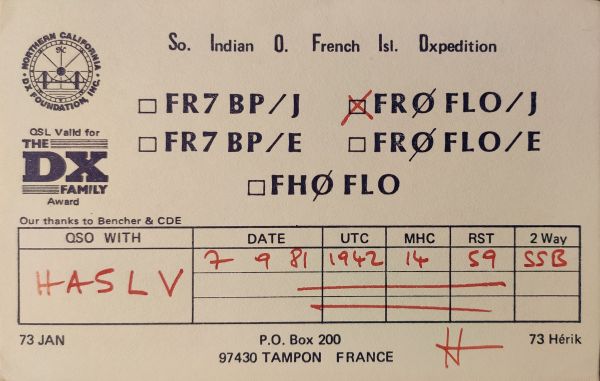 NORTHERN CALIFORNIA
DX FOUNDATION, INC.
So. Indian O. French Isl. Dxpedition
FR7 BP/J FRØ FLO/J
QSL Valid for
THE
DX
FAMILY
Award
FR7 BP/E FRØ FLO/E
FHØ FLO
Our thanks to Bencher & CDE
QSO WITH DATE UTC MHC RST 2 Way
HA5LV 7 9 81 1942 14 59 SSB
73 JAN P.O. Box 200 H 73 Hérik
97430 TAMPON FRANCE